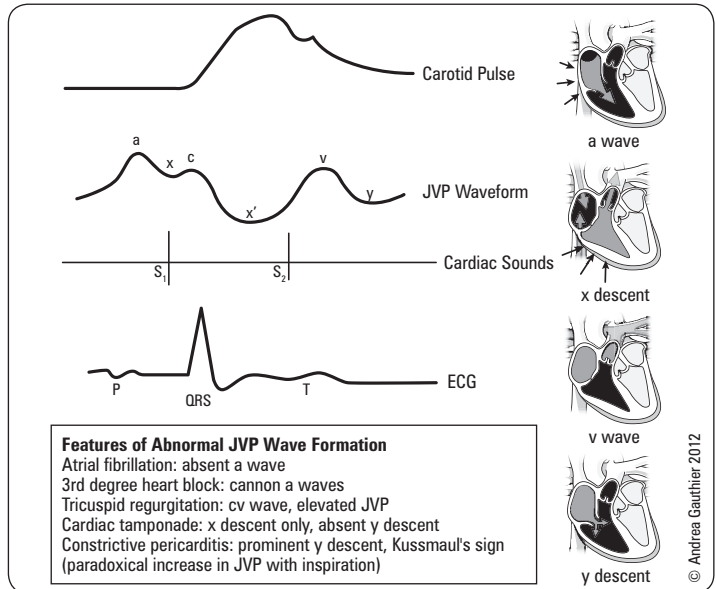 Carotid Pulse
a wave
a
x
c
v
y
x’
JVP Waveform
Cardiac Sounds
S1
S2
x descent
P
QRS
T
ECG
v wave
Features of Abnormal JVP Wave Formation
Atrial fibrillation: absent a wave
3rd degree heart block: cannon a waves
Tricuspid regurgitation: cv wave, elevated JVP
Cardiac tamponade: x descent only, absent y descent
Constrictive pericarditis: prominent y descent, Kussmaul's sign
(paradoxical increase in JVP with inspiration)
y descent
© Andrea Gauthier 2012